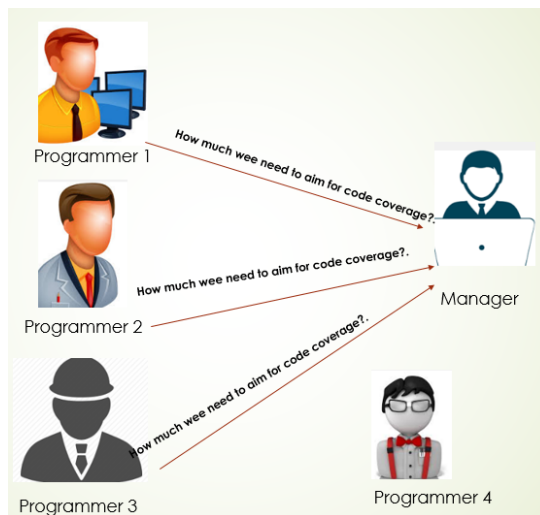 How much wee need to aim for code coverage?.
Programmer 1
How much wee need to aim for code coverage?.
Manager
Programmer 2
How much wee need to aim for code coverage?.
Programmer 4
Programmer 3